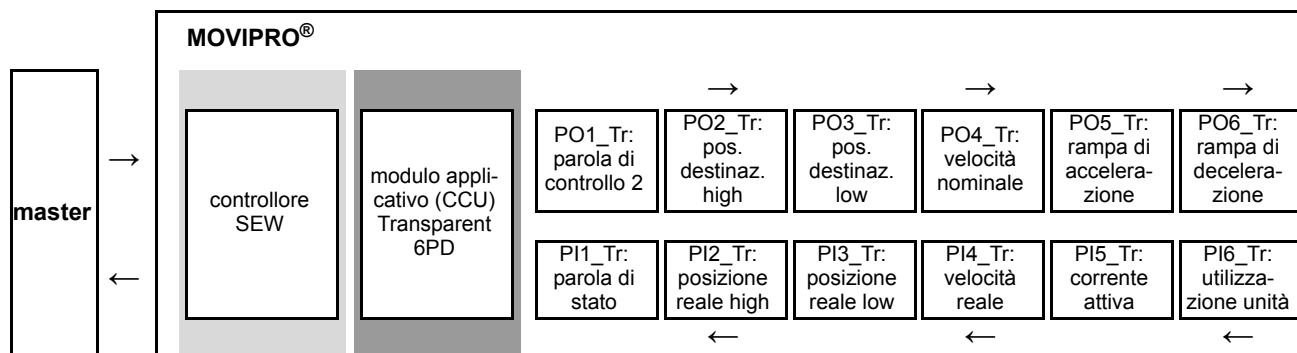 MOVIPRO®
master
→
←
controllore
SEW
modulo appli-
cativo (CCU)
Transparent
6PD
→
→
→
PO1_Tr:
parola di
controllo 2
PO2_Tr:
pos.
destinaz.
high
PO3_Tr:
pos.
destinaz.
low
PO4_Tr:
velocità
nominale
PO5_Tr:
rampa di
accelera-
zione
PO6_Tr:
rampa di
decelera-
zione
PI1_Tr:
parola di
stato
PI2_Tr:
posizione
reale high
PI3_Tr:
posizione
reale low
PI4_Tr:
velocità
reale
PI5_Tr:
corrente
attiva
PI6_Tr:
utilizza-
zione unità
←
←
←